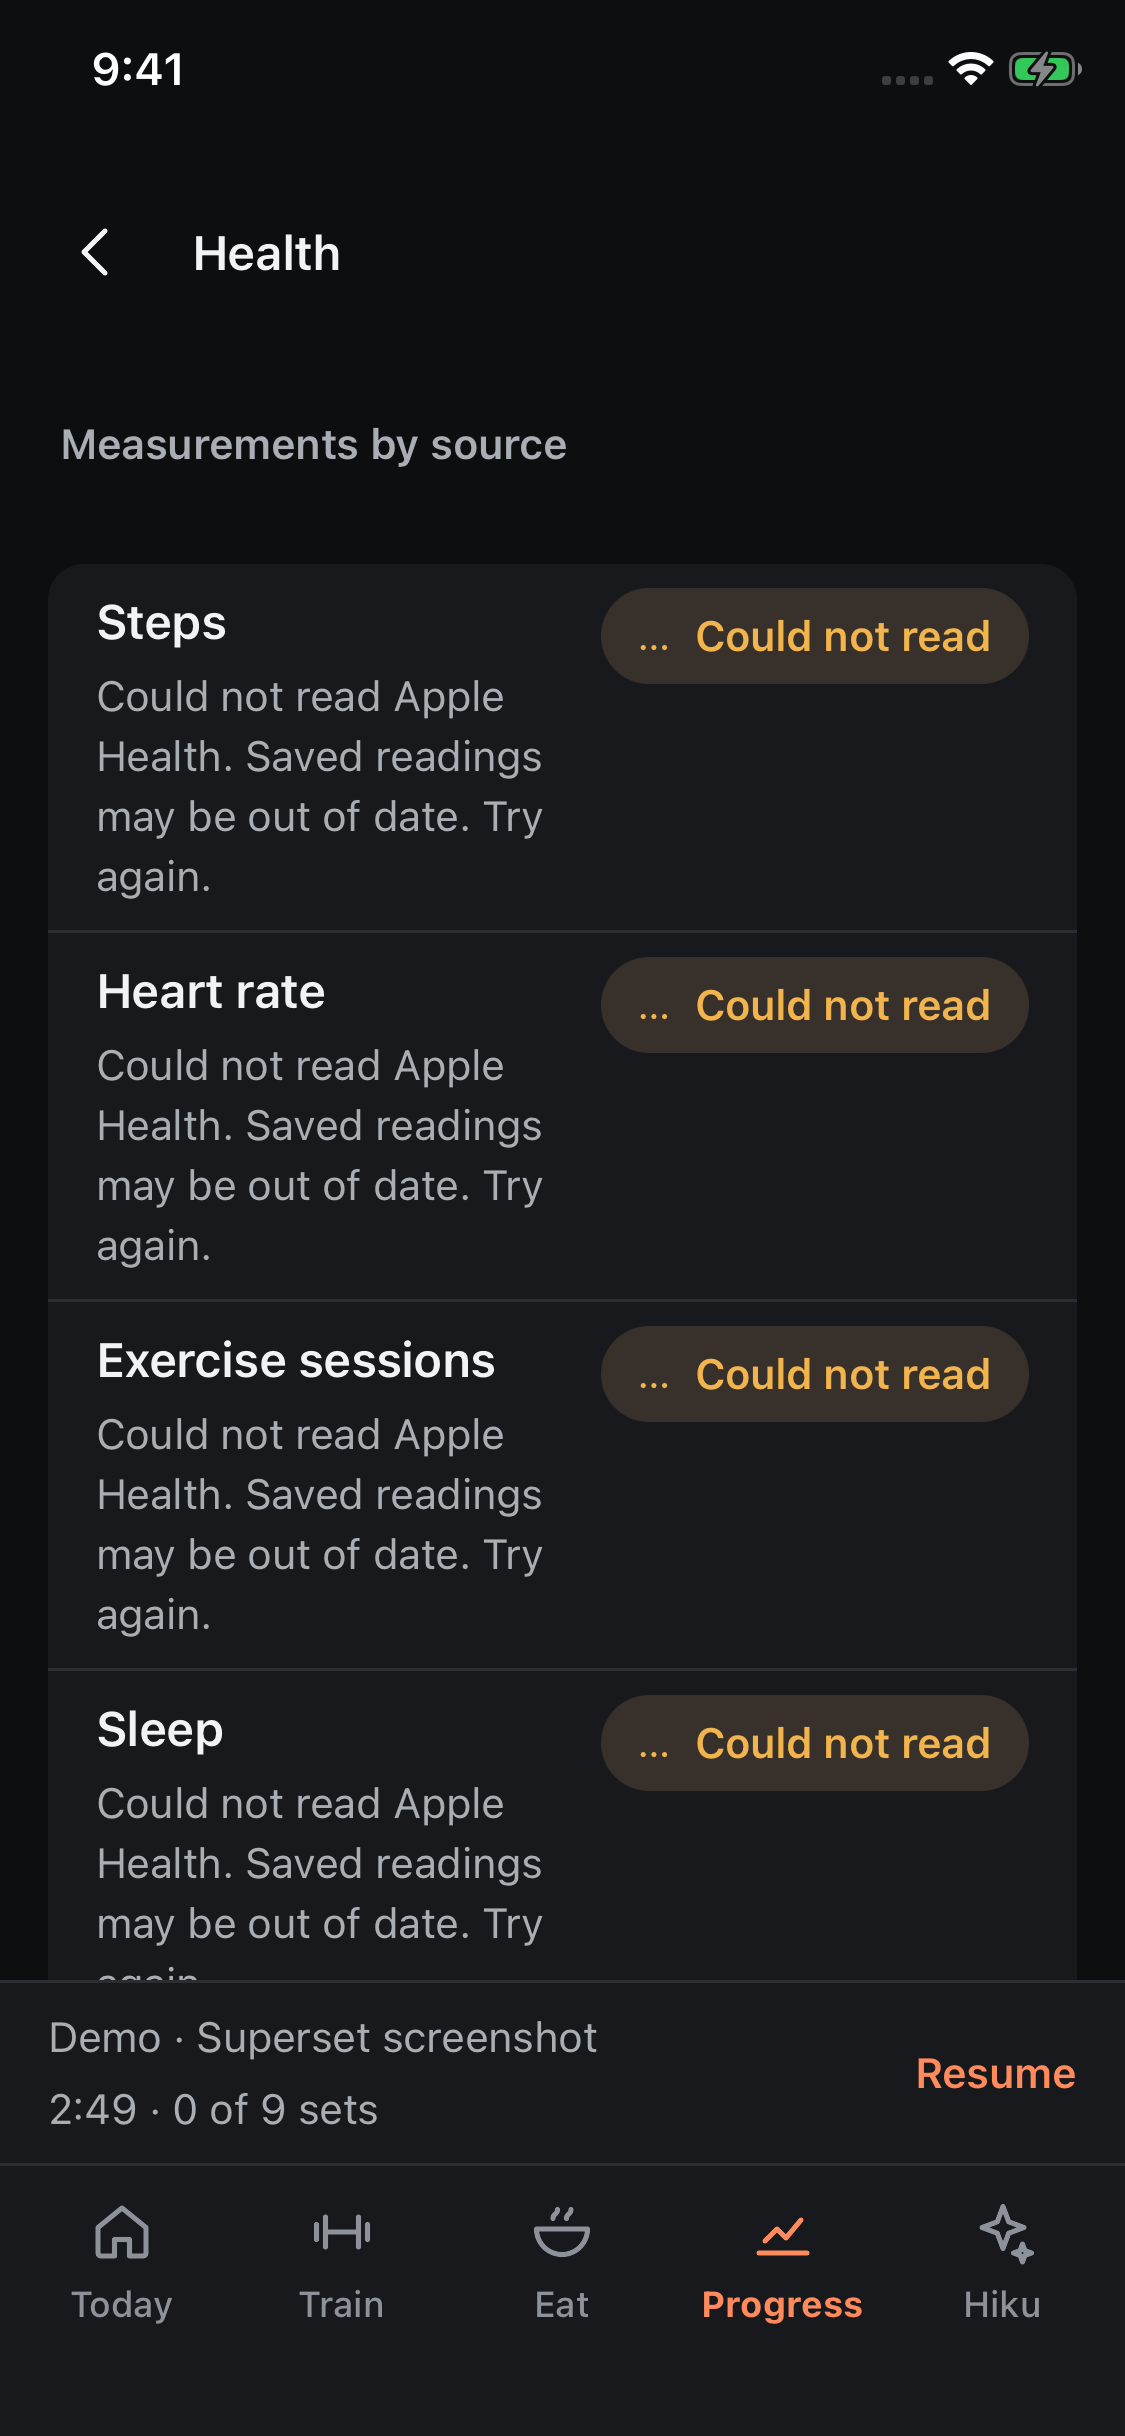 9:41
Health
Measurements by source
Steps
... Could not read
Could not read Apple
Health. Saved readings
may be out of date. Try
again.
Heart rate
... Could not read
Could not read Apple
Health. Saved readings
may be out of date. Try
again.
Exercise sessions
... Could not read
Could not read Apple
Health. Saved readings
may be out of date. Try
again.
Sleep
... Could not read
Could not read Apple
Health. Saved readings
may be out of date. Try
again.
Demo · Superset screenshot
2:49 · 0 of 9 sets
Resume
Today
Train
Eat
Progress
Hiku